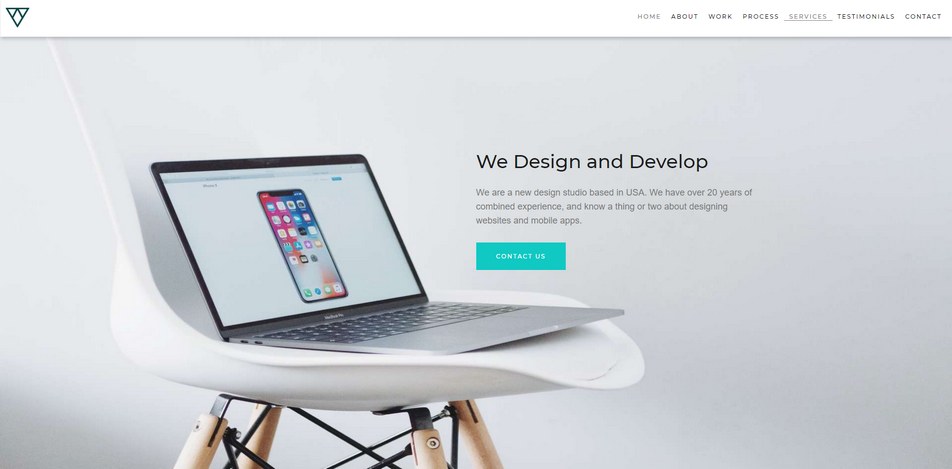 HOME ABOUT WORK PROCESS SERVICES TESTIMONIALS CONTACT
We Design and Develop
We are a new design studio based in USA. We have over 20 years of
combined experience, and know a thing or two about designing
websites and mobile apps.
CONTACT US
MacBook Pro